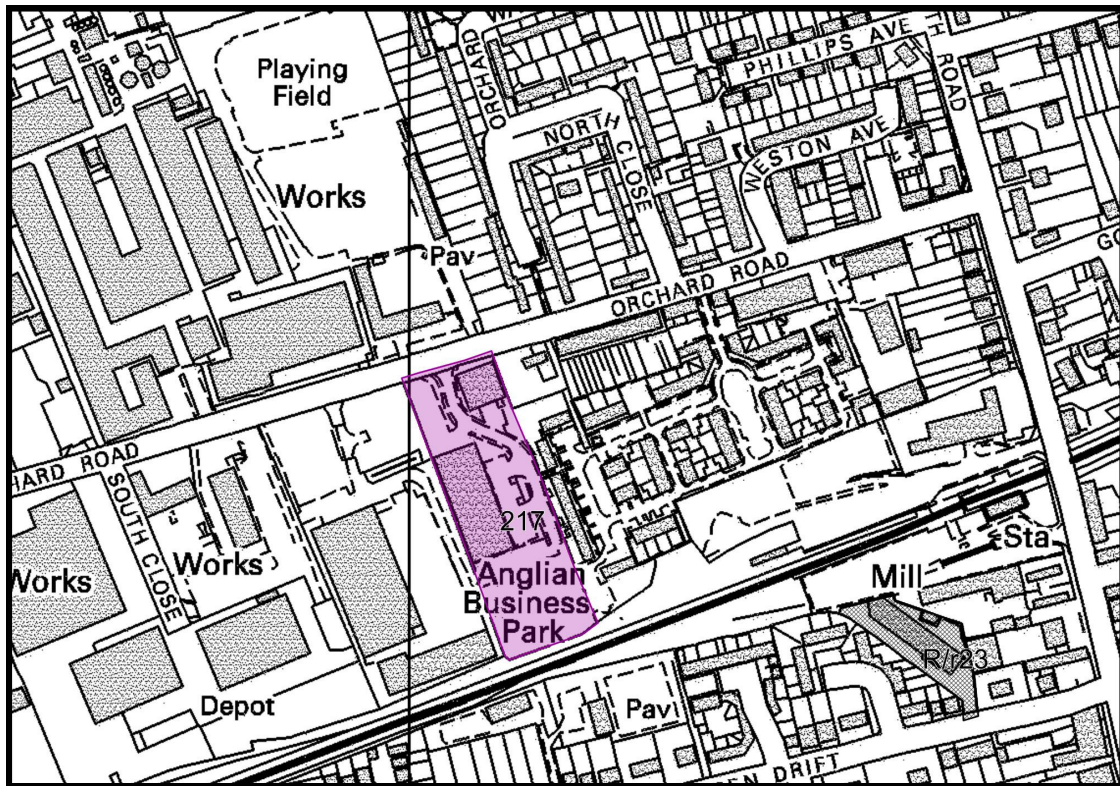 Playing
Field
ORCHARD
NORTH
CLOSE
PHILLIPS AVE
ROAD
WESTON AVE
Works
Pav
ORCHARD ROAD
HARD ROAD
SOUTH CLOSE
Works
Works
217
Anglian
Business
Park
Sta
Mill
R/r23
Depot
Pav
DRIFT